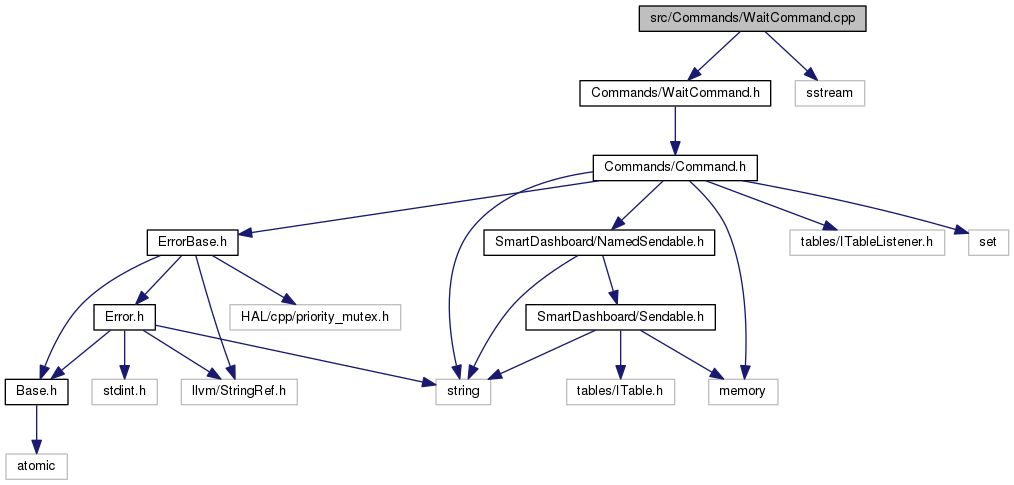 src/Commands/WaitCommand.cpp
Commands/WaitCommand.h
sstream
Commands/Command.h
ErrorBase.h
SmartDashboard/NamedSendable.h
tables/ITableListener.h
set
Error.h
HAL/cpp/priority_mutex.h
SmartDashboard/Sendable.h
Base.h
stdint.h
llvm/StringRef.h
string
tables/ITable.h
memory
atomic